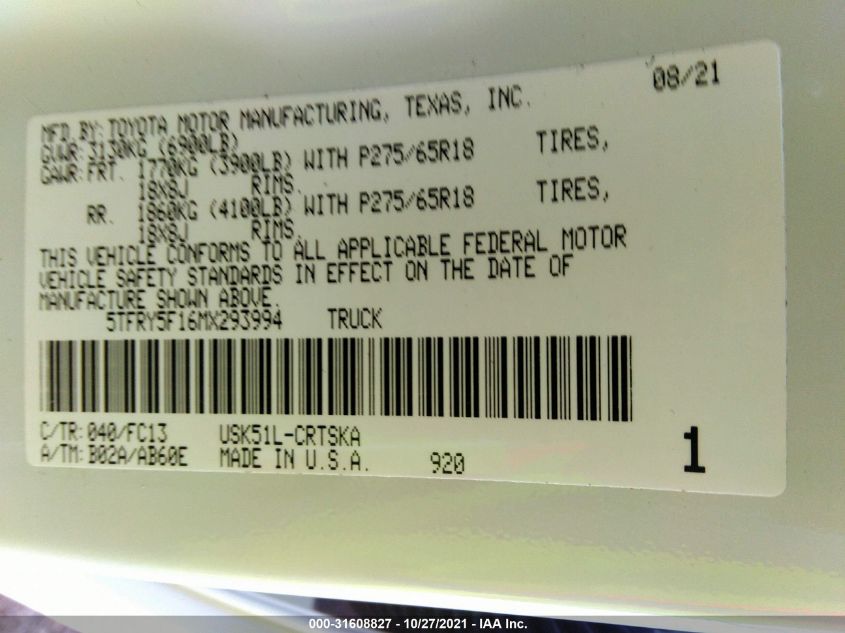 08/21
MFD.BY:TOYOTA MOTOR MANUFACTURING, TEXAS, INC.
GVWR:3130KG (6900LB)
GAWR:FRT. 1770KG (3900LB) WITH P275/65R18 TIRES,
18X8J RIMS.
RR. 1860KG (4100LB) WITH P275/65R18 TIRES,
18X8J RIMS.
THIS VEHICLE CONFORMS TO ALL APPLICABLE FEDERAL MOTOR
VEHICLE SAFETY STANDARDS IN EFFECT ON THE DATE OF
MANUFACTURE SHOWN ABOVE.
5TFRY5F16MX293994 TRUCK
C/TR:040/FC13 USK51L-CRTSKA
A/TM:B02A/AB60E MADE IN U.S.A. 920 1
000-31608827 - 10/27/2021 - IAA Inc.